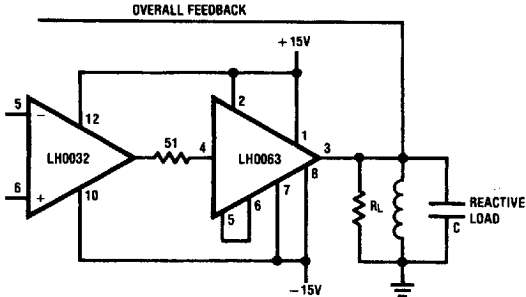 OVERALL FEEDBACK
+15V
5
−
12
2
1
51
4
3
LH0032
LH0063
8
6
+
10
7
5
6
RL
C
REACTIVE
LOAD
−15V